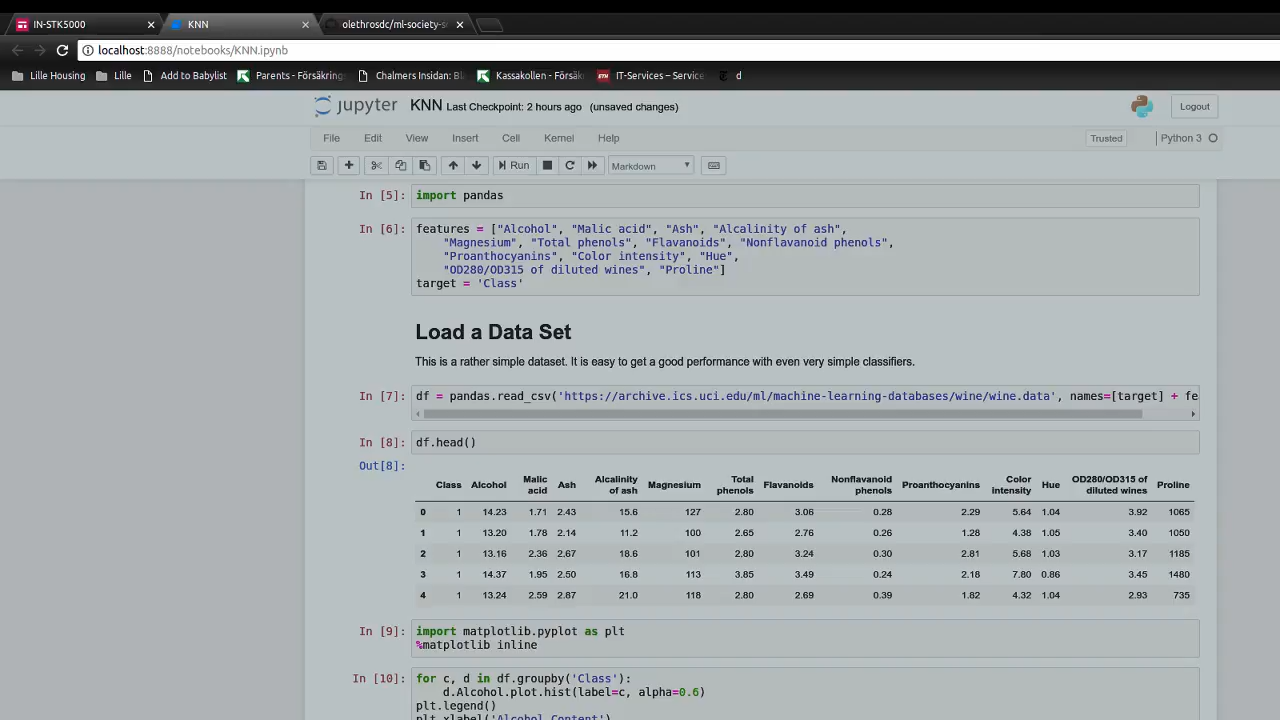 IN-STK5000
KNN
olethrosdc/ml-society-s
localhost:8888/notebooks/KNN.ipynb
Lille Housing
Lille
Add to Babylist
Parents - Försäkring
Chalmers Insidan:
Kassakollen - Försäk
IT-Services – Service
d
jupyter KNN Last Checkpoint: 2 hours ago (unsaved changes)
Logout
File Edit View Insert Cell Kernel Help
Trusted
Python 3
Run
Markdown
In [5]: import pandas
In [6]: features = ["Alcohol", "Malic acid", "Ash", "Alcalinity of ash",
"Magnesium", "Total phenols", "Flavanoids", "Nonflavanoid phenols",
"Proanthocyanins", "Color intensity", "Hue",
"OD280/OD315 of diluted wines", "Proline"]
target = 'Class'
Load a Data Set
This is a rather simple dataset. It is easy to get a good performance with even very simple classifiers.
In [7]: df = pandas.read_csv('https://archive.ics.uci.edu/ml/machine-learning-databases/wine/wine.data', names=[target] + fe
In [8]: df.head()
Out[8]:
Class Alcohol Malic acid Ash Alcalinity of ash Magnesium Total phenols Flavanoids Nonflavanoid phenols Proanthocyanins Color intensity Hue OD280/OD315 of diluted wines Proline
0 1 14.23 1.71 2.43 15.6 127 2.80 3.06 0.28 2.29 5.64 1.04 3.92 1065
1 1 13.20 1.78 2.14 11.2 100 2.65 2.76 0.26 1.28 4.38 1.05 3.40 1050
2 1 13.16 2.36 2.67 18.6 101 2.80 3.24 0.30 2.81 5.68 1.03 3.17 1185
3 1 14.37 1.95 2.50 16.8 113 3.85 3.49 0.24 2.18 7.80 0.86 3.45 1480
4 1 13.24 2.59 2.87 21.0 118 2.80 2.69 0.39 1.82 4.32 1.04 2.93 735
In [9]: import matplotlib.pyplot as plt
%matplotlib inline
In [10]: for c, d in df.groupby('Class'):
d.Alcohol.plot.hist(label=c, alpha=0.6)
plt.legend()
plt.xlabel('Alcohol Content')